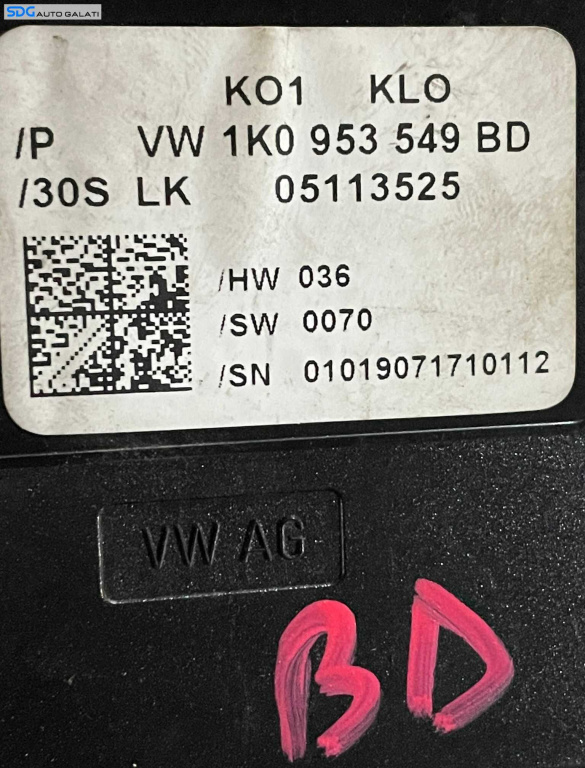 SDG AUTO GALATI
KO1 KLO
/P VW 1K0 953 549 BD
/30S LK 05113525
/HW 036
/SW 0070
/SN 01019071710112
VW AG
BD